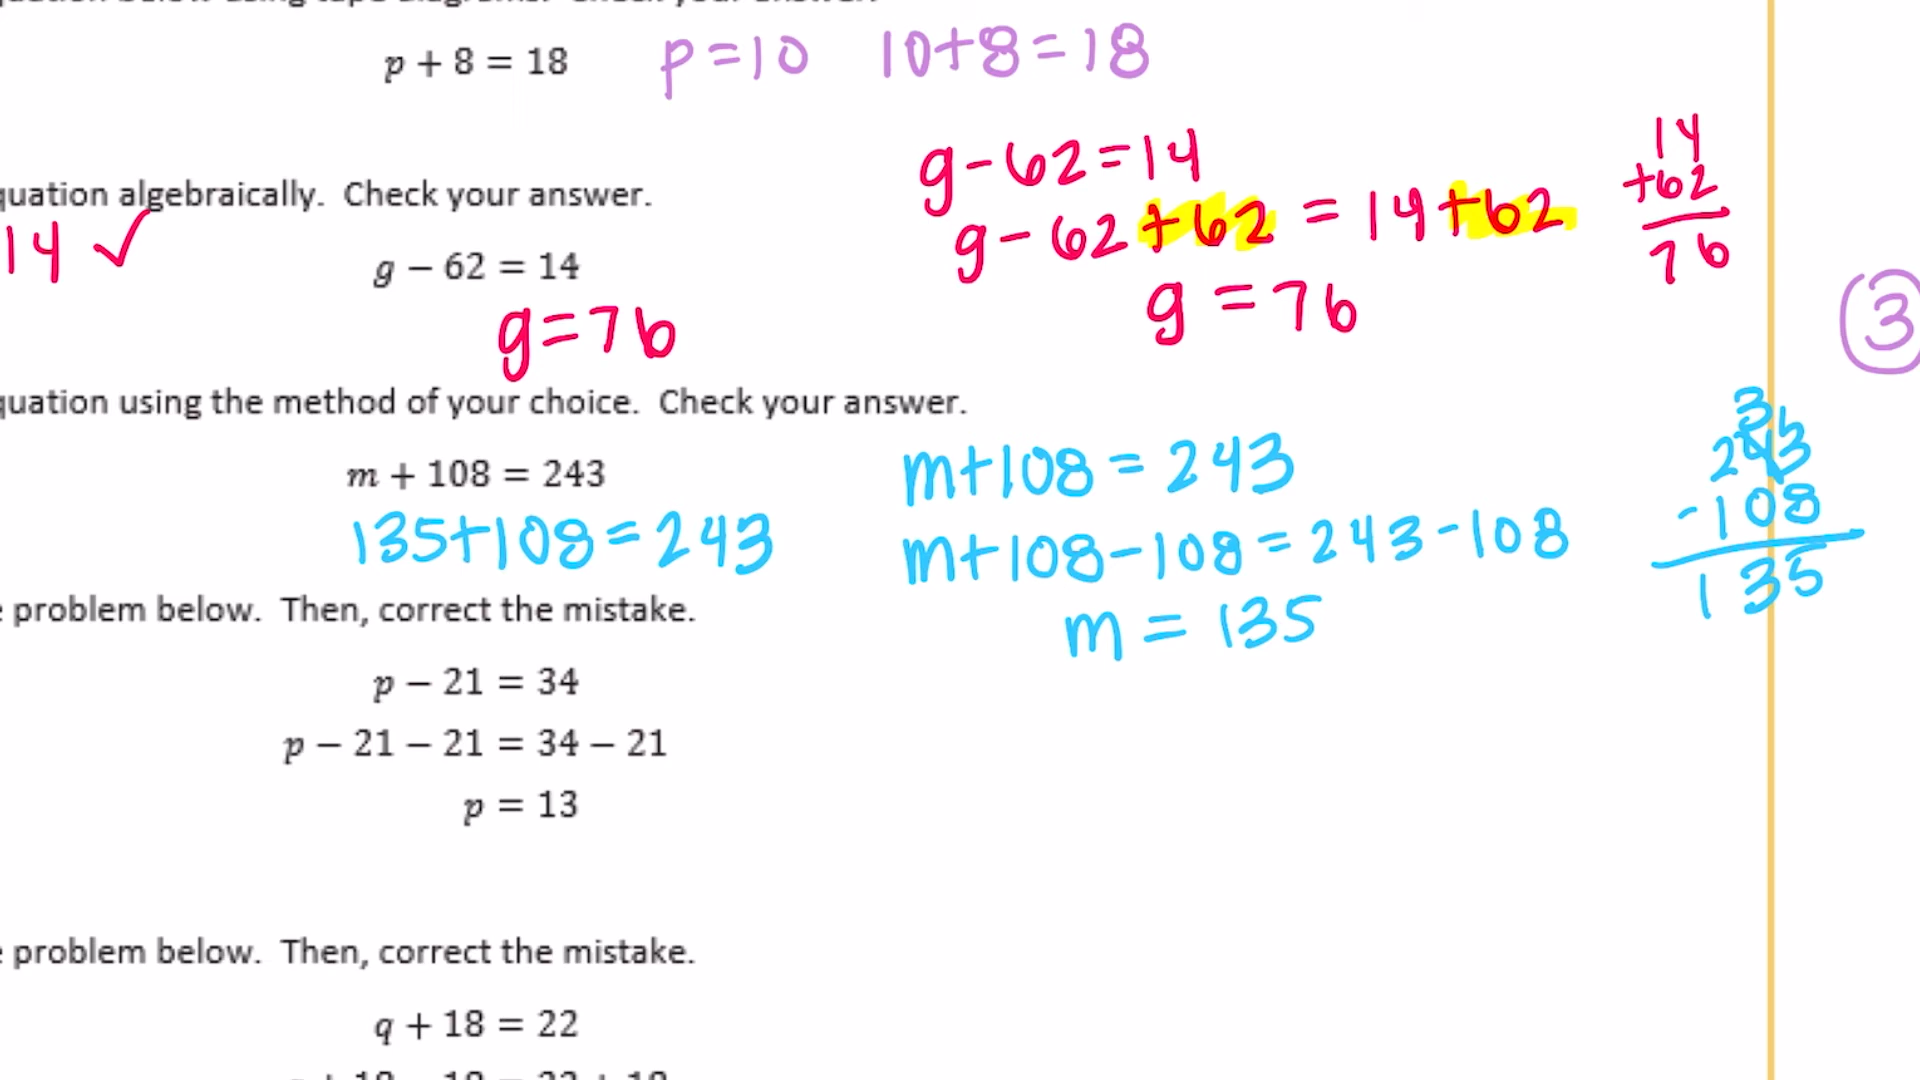 p + 8 = 18 p = 10 10+8=18
g-62=14
14
+62
76
quation algebraically. Check your answer.
g-62+62 = 14+62
14 ✓
g − 62 = 14
g = 76
g=76
3
quation using the method of your choice. Check your answer.
m + 108 = 243
m+108 = 243
3
243
-108
135
135+108=243
m+108-108=243-108
m = 135
problem below. Then, correct the mistake.
p − 21 = 34
p − 21 − 21 = 34 − 21
p = 13
problem below. Then, correct the mistake.
q + 18 = 22